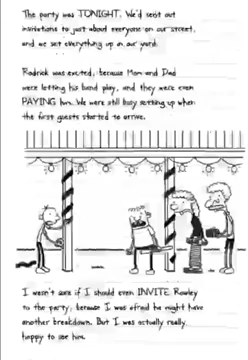 The party was TONIGHT. We'd sent out
invitations to just about everyone on our street,
and we set everything up in our yard.
Rodrick was excited, because Mom and Dad
were letting his band play, and they were even
PAYING him. We were still busy setting up when
the first guests started to arrive.
I wasn't sure if I should even INVITE Rowley
to the party, because I was afraid he might have
another breakdown. But I was actually really
happy to see him.